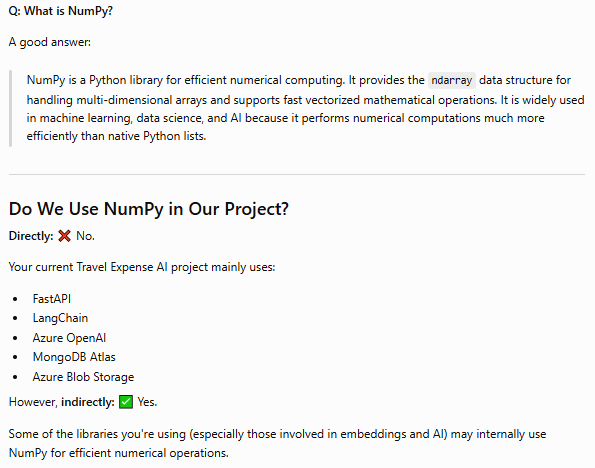 Q: What is NumPy?
A good answer:
NumPy is a Python library for efficient numerical computing. It provides the ndarray data structure for
handling multi-dimensional arrays and supports fast vectorized mathematical operations. It is widely used
in machine learning, data science, and AI because it performs numerical computations much more
efficiently than native Python lists.
Do We Use NumPy in Our Project?
Directly: ❌ No.
Your current Travel Expense AI project mainly uses:
• FastAPI
• LangChain
• Azure OpenAI
• MongoDB Atlas
• Azure Blob Storage
However, indirectly: ✅ Yes.
Some of the libraries you're using (especially those involved in embeddings and AI) may internally use
NumPy for efficient numerical operations.